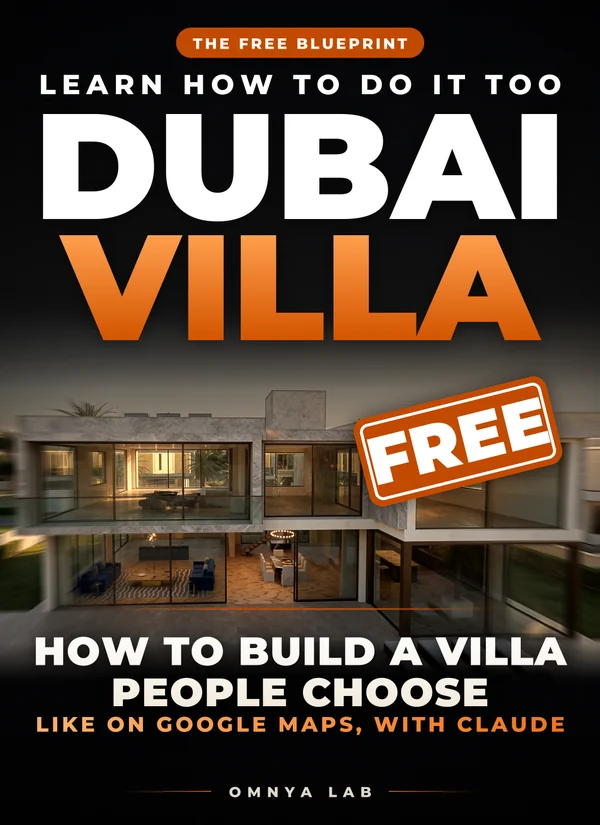 THE FREE BLUEPRINT
LEARN HOW TO DO IT TOO
DUBAI
VILLA
FREE
HOW TO BUILD A VILLA
PEOPLE CHOOSE
LIKE ON GOOGLE MAPS, WITH CLAUDE
OMNYA LAB